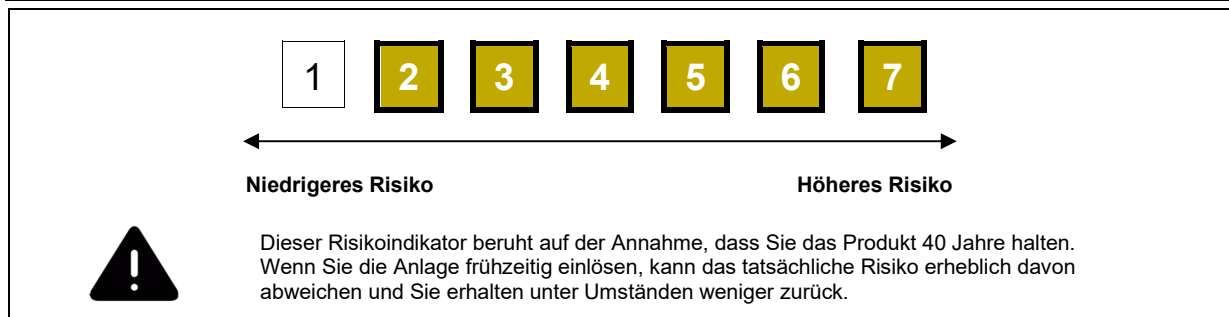 1 2 3 4 5 6 7
Niedrigeres Risiko Höheres Risiko
Dieser Risikoindikator beruht auf der Annahme, dass Sie das Produkt 40 Jahre halten.
Wenn Sie die Anlage frühzeitig einlösen, kann das tatsächliche Risiko erheblich davon
abweichen und Sie erhalten unter Umständen weniger zurück.